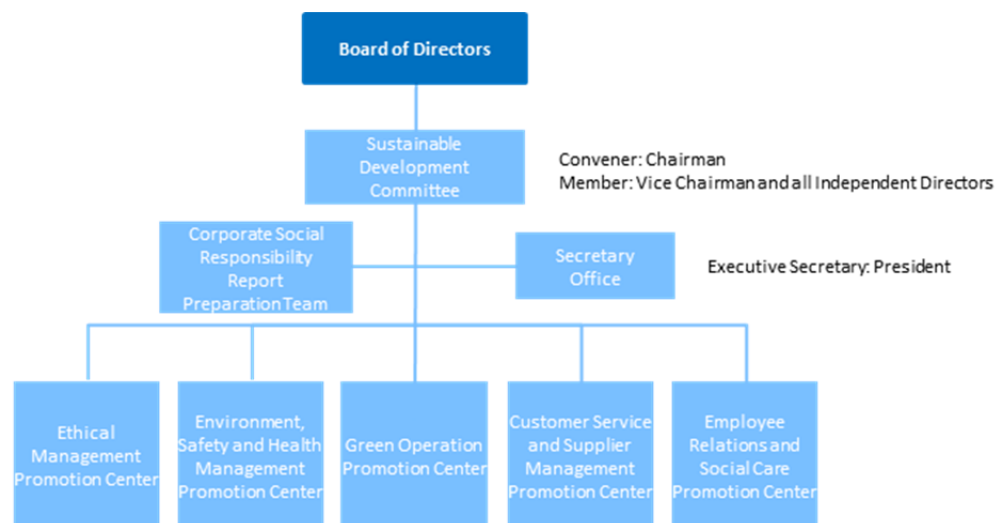 Board of Directors
Sustainable
Development
Committee
Convener: Chairman
Member: Vice Chairman and all Independent Directors
Corporate Social
Responsibility
Report
Preparation Team
Secretary
Office
Executive Secretary: President
Ethical
Management
Promotion Center
Environment,
Safety and Health
Management
Promotion Center
Green Operation
Promotion Center
Customer Service
and Supplier
Management
Promotion Center
Employee
Relations and
Social Care
Promotion Center